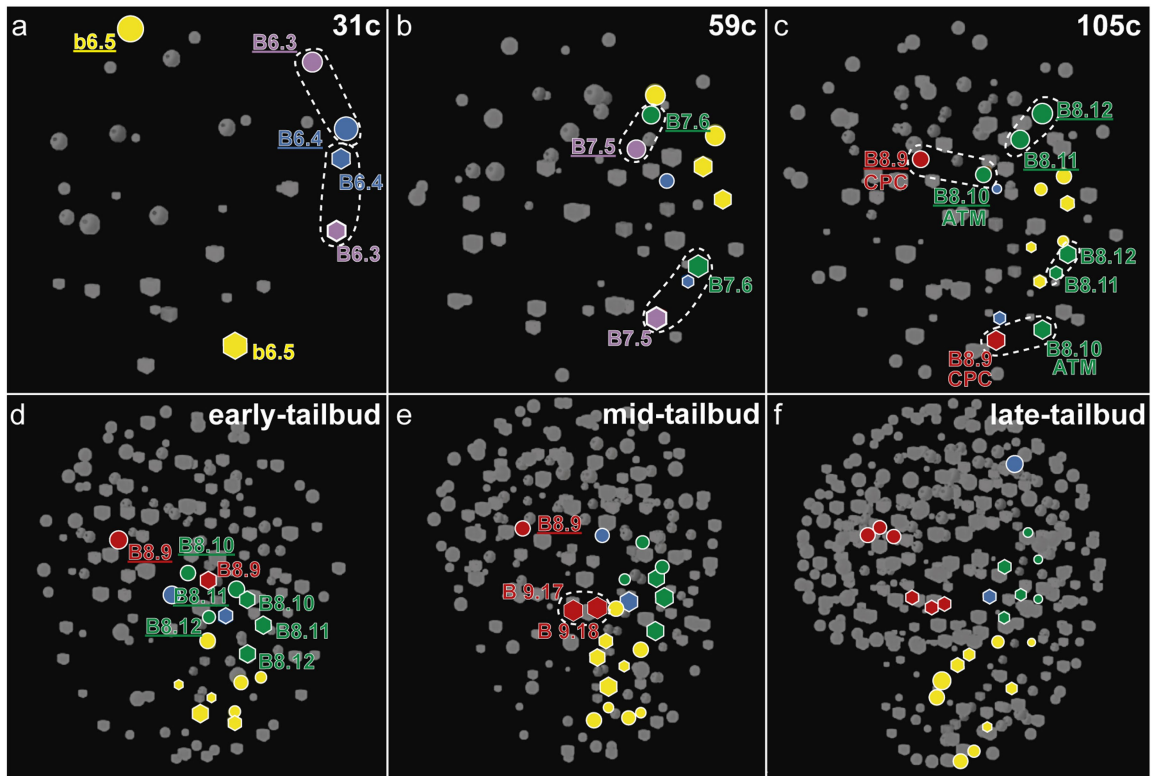 a
31c
b6.5
B6.3
B6.4
B6.4
B6.3
b6.5
b
59c
B7.6
B7.5
B7.6
B7.5
c
105c
B8.12
B8.11
B8.9
CPC
B8.10
ATM
B8.12
B8.11
B8.9
CPC
B8.10
ATM
d
early-tailbud
B8.9
B8.10
B8.9
B8.11
B8.10
B8.12
B8.11
B8.12
e
mid-tailbud
B8.9
B 9.17
B 9.18
f
late-tailbud